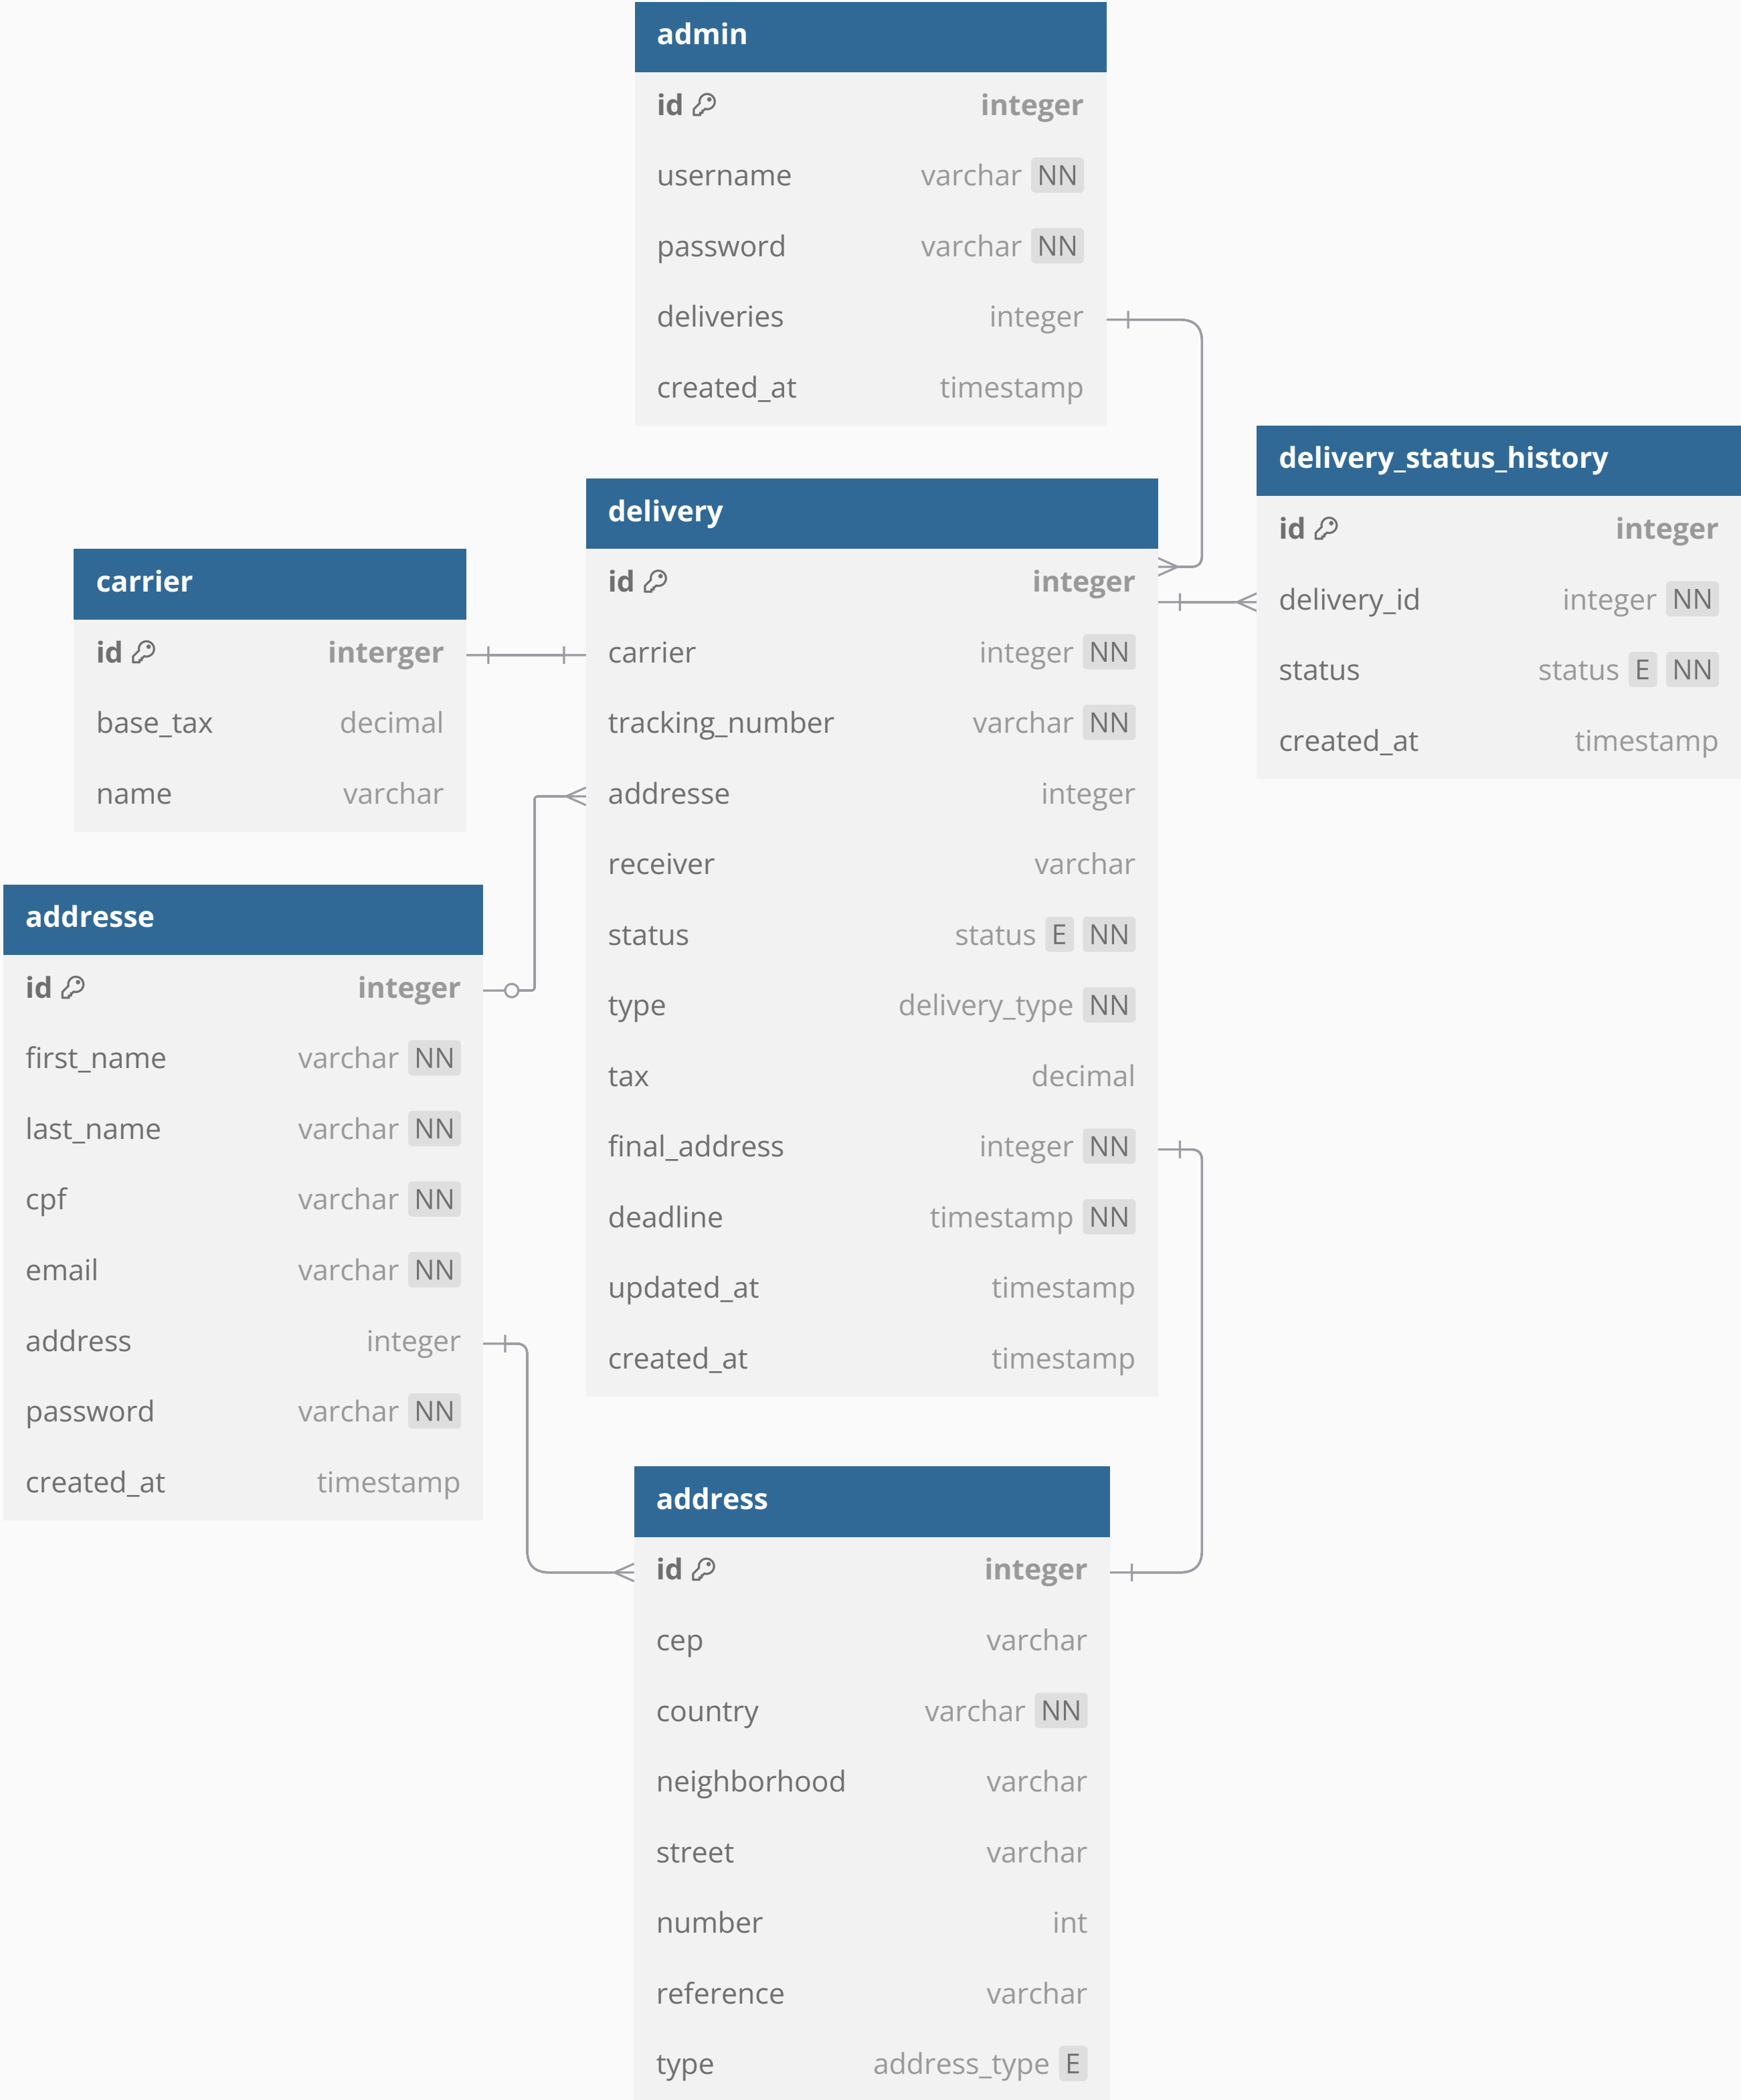 admin
id integer
username varchar NN
password varchar NN
deliveries integer
created_at timestamp
delivery_status_history
id integer
delivery_id integer NN
status status E NN
created_at timestamp
delivery
id integer
carrier integer NN
tracking_number varchar NN
addresse integer
receiver varchar
status status E NN
type delivery_type NN
tax decimal
final_address integer NN
deadline timestamp NN
updated_at timestamp
created_at timestamp
carrier
id interger
base_tax decimal
name varchar
addresse
id integer
first_name varchar NN
last_name varchar NN
cpf varchar NN
email varchar NN
address integer
password varchar NN
created_at timestamp
address
id integer
cep varchar
country varchar NN
neighborhood varchar
street varchar
number int
reference varchar
type address_type E